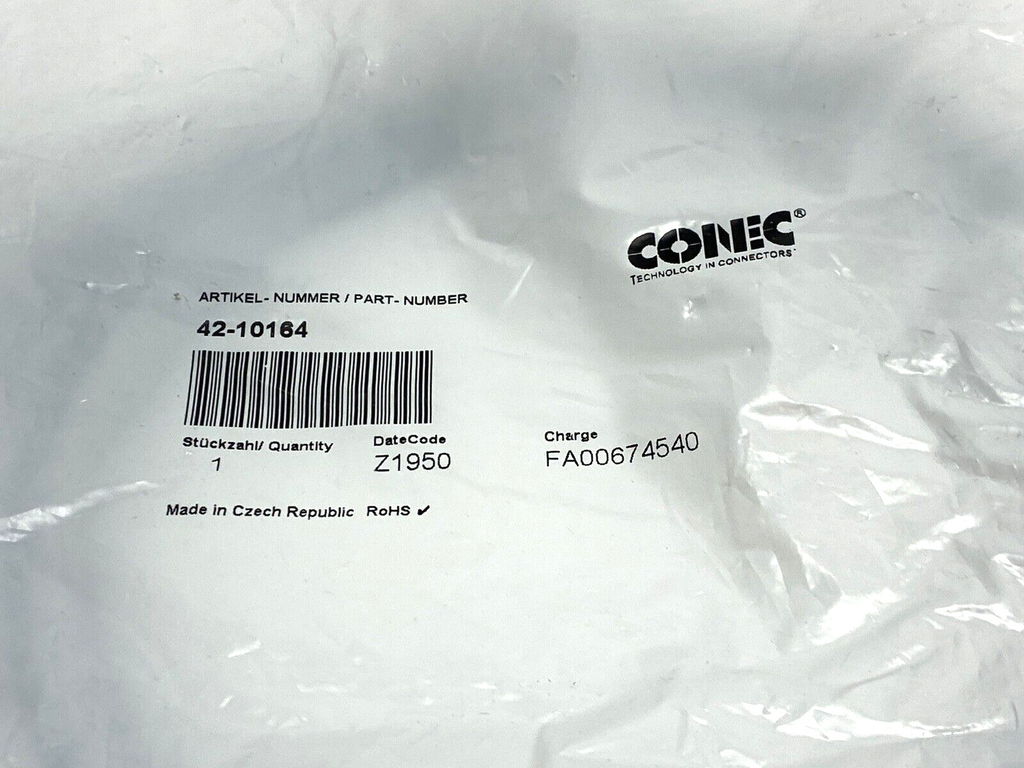 CONEC®
TECHNOLOGY IN CONNECTORS
ARTIKEL- NUMMER / PART- NUMBER
42-10164
Stückzahl/ Quantity DateCode Charge
1 Z1950 FA00674540
Made in Czech Republic RoHS ✓